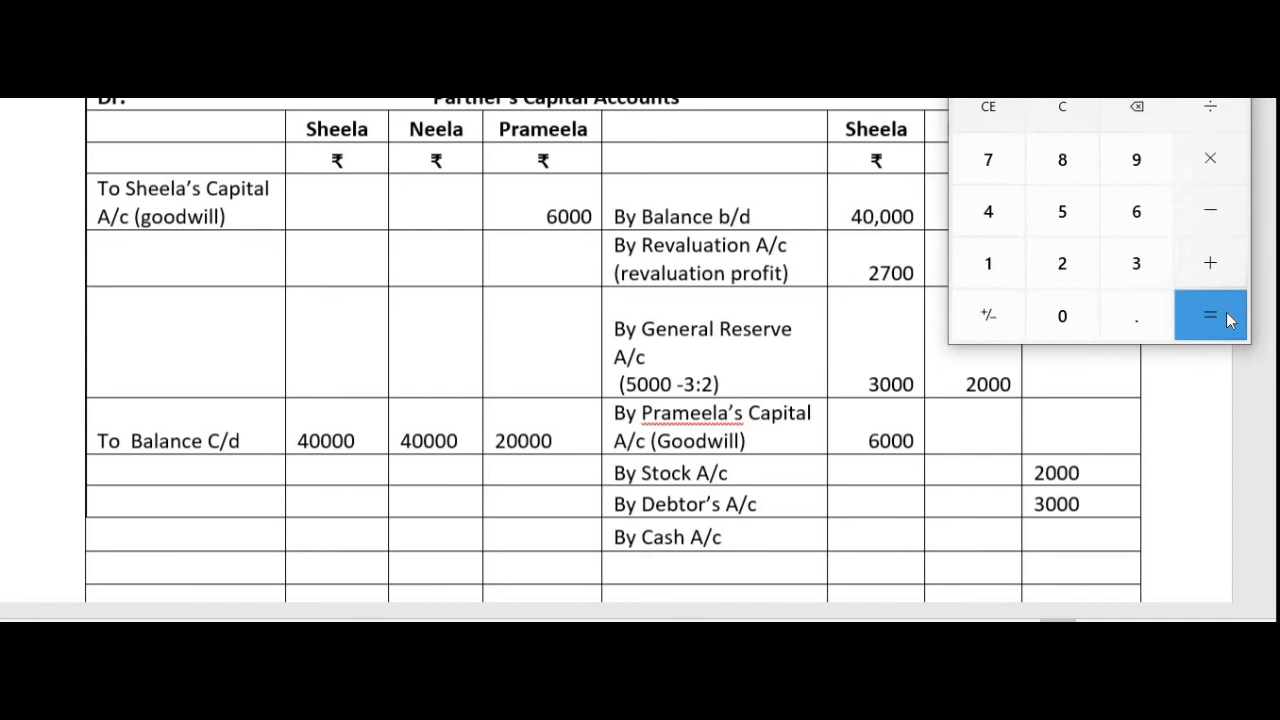 Dr. Partner's Capital Accounts
Sheela Neela Prameela Sheela
₹ ₹ ₹ ₹
To Sheela's Capital
A/c (goodwill) 6000 By Balance b/d 40,000
By Revaluation A/c
(revaluation profit) 2700
By General Reserve
A/c
(5000 -3:2) 3000 2000
By Prameela's Capital
To Balance C/d 40000 40000 20000 A/c (Goodwill) 6000
By Stock A/c 2000
By Debtor's A/c 3000
By Cash A/c
CE C ⌫ ÷
7 8 9 ×
4 5 6 −
1 2 3 +
+/− 0 . =